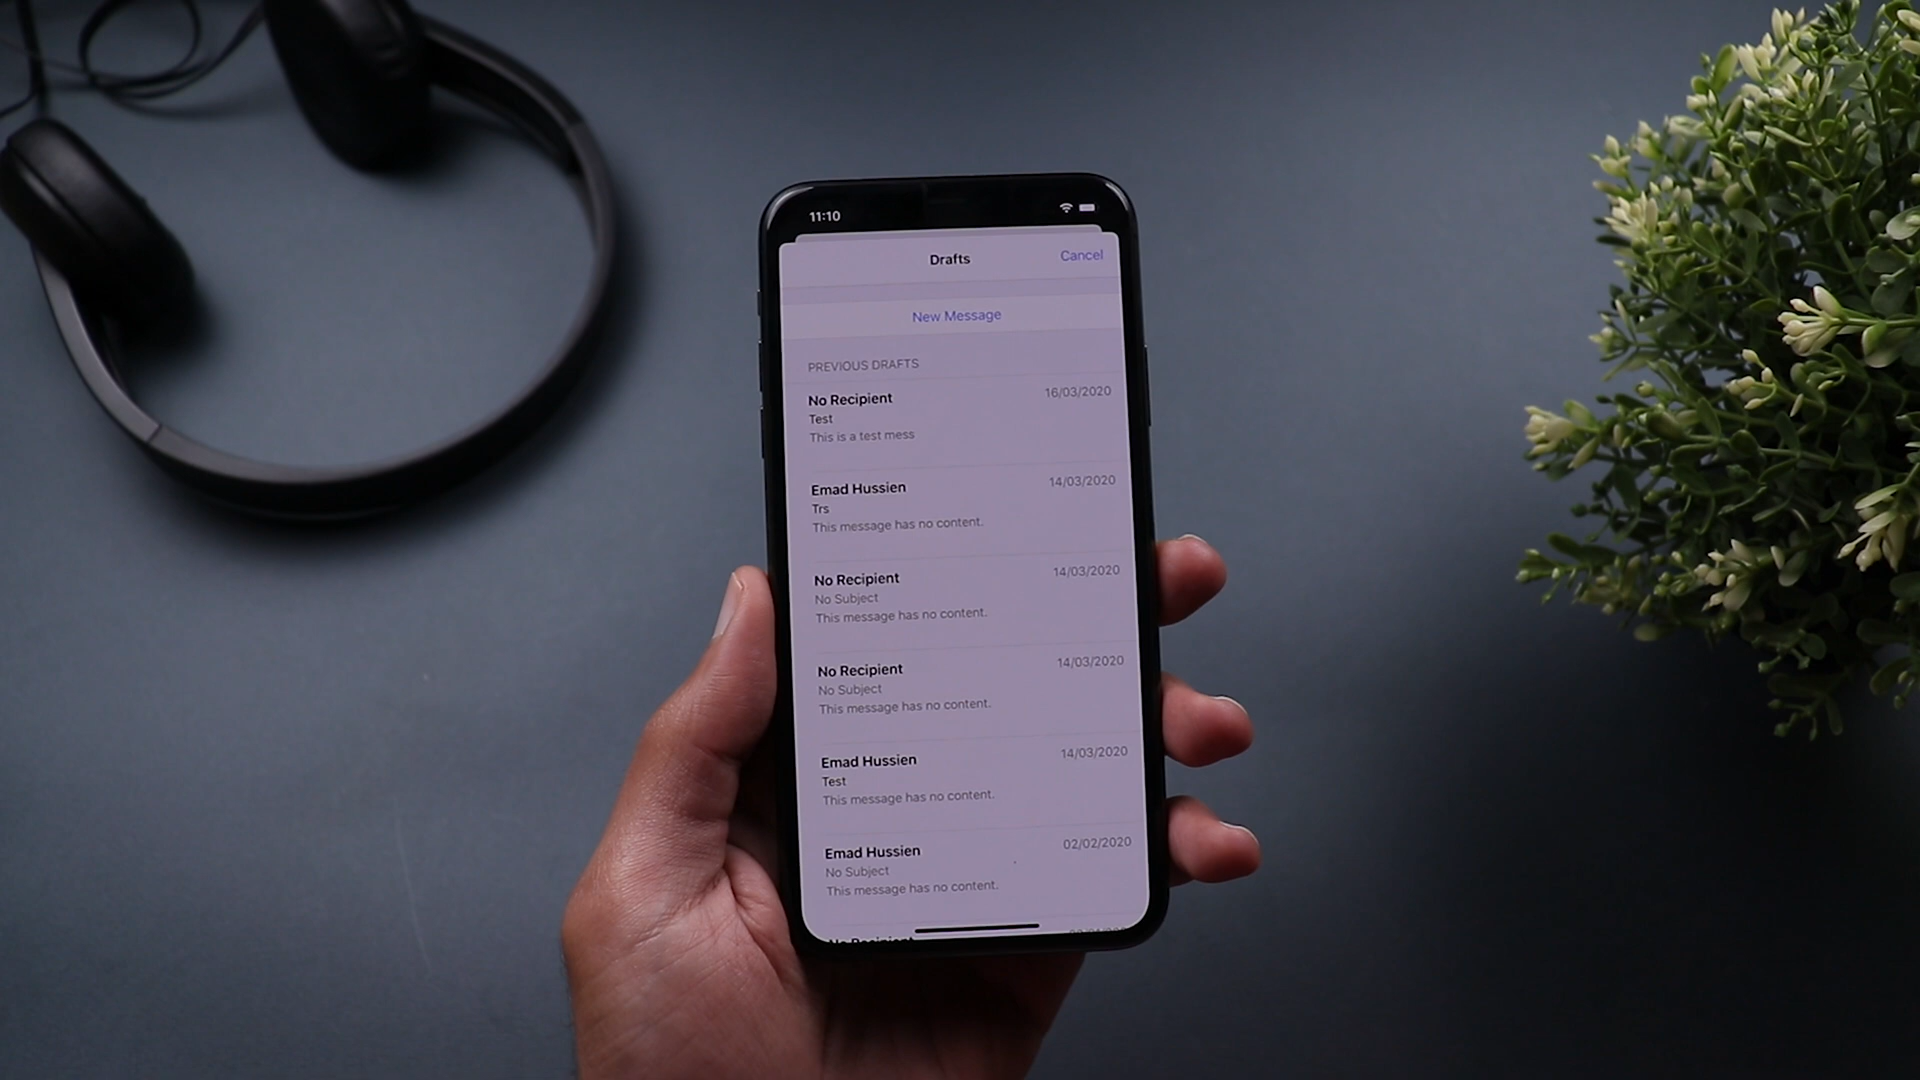 11:10
Drafts
Cancel
New Message
PREVIOUS DRAFTS
No Recipient
16/03/2020
Test
This is a test mess
Emad Hussien
14/03/2020
Trs
This message has no content.
No Recipient
14/03/2020
No Subject
This message has no content.
No Recipient
14/03/2020
No Subject
This message has no content.
Emad Hussien
14/03/2020
Test
This message has no content.
Emad Hussien
02/02/2020
No Subject
This message has no content.
No Recipient